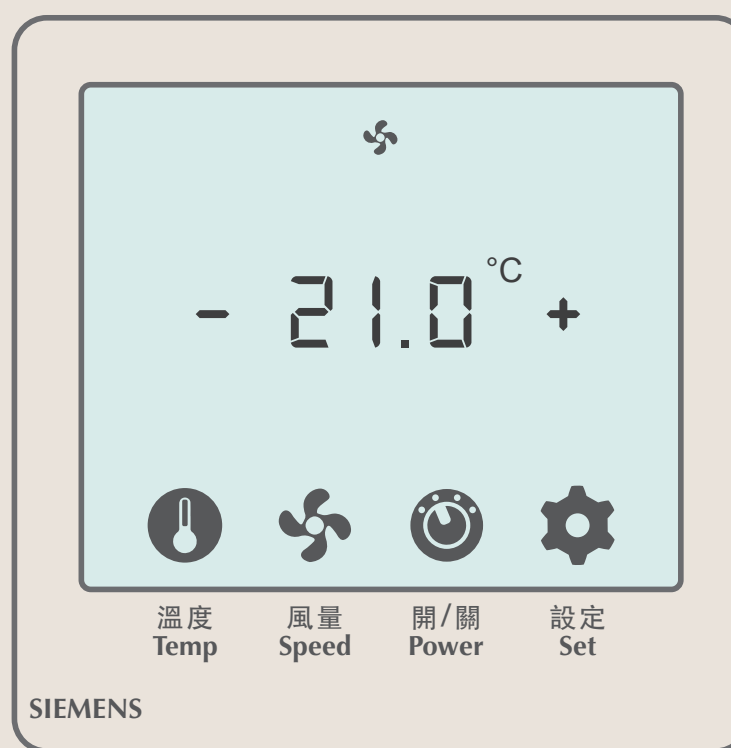 - 21.0 °C +
溫度 風量 開/關 設定
Temp Speed Power Set
SIEMENS